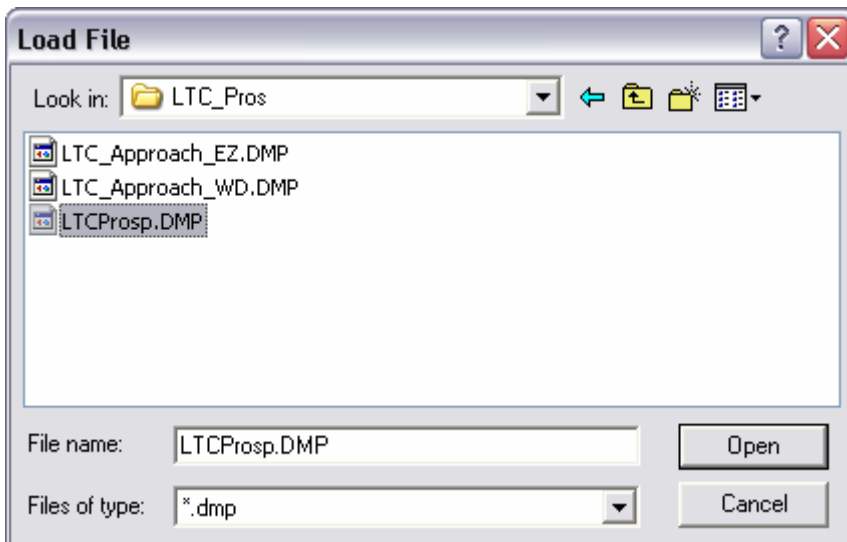 Load File
Look in: LTC_Pros
LTC_Approach_EZ.DMP
LTC_Approach_WD.DMP
LTCProsp.DMP
File name: LTCProsp.DMP Open
Files of type: *.dmp Cancel